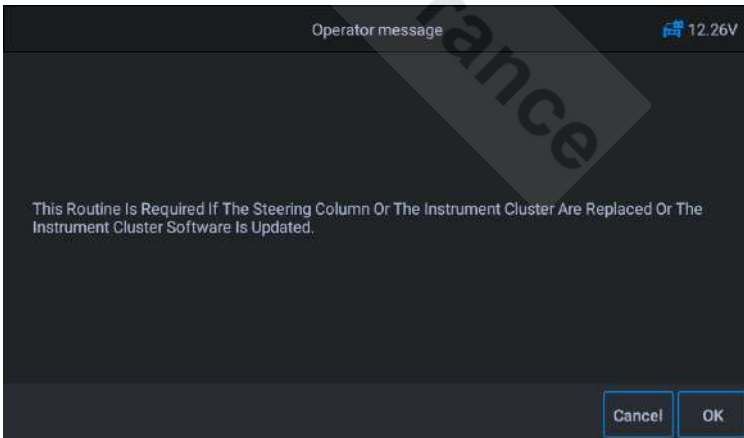 Operator message
12.26V
rance
This Routine Is Required If The Steering Column Or The Instrument Cluster Are Replaced Or The
Instrument Cluster Software Is Updated.
Cancel
OK